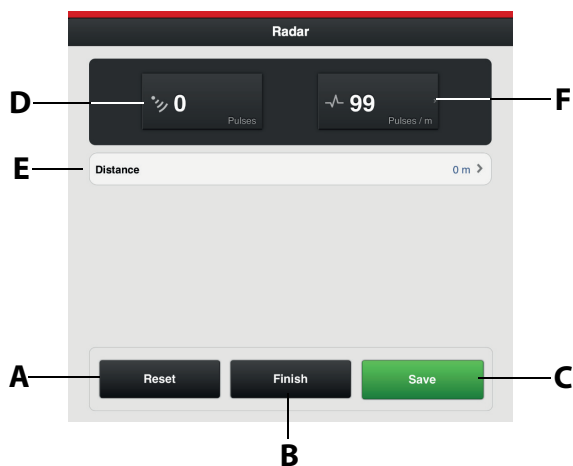 Radar
D
0
Pulses
99
Pulses / m
F
E
Distance
0 m
A
Reset
Finish
Save
C
B